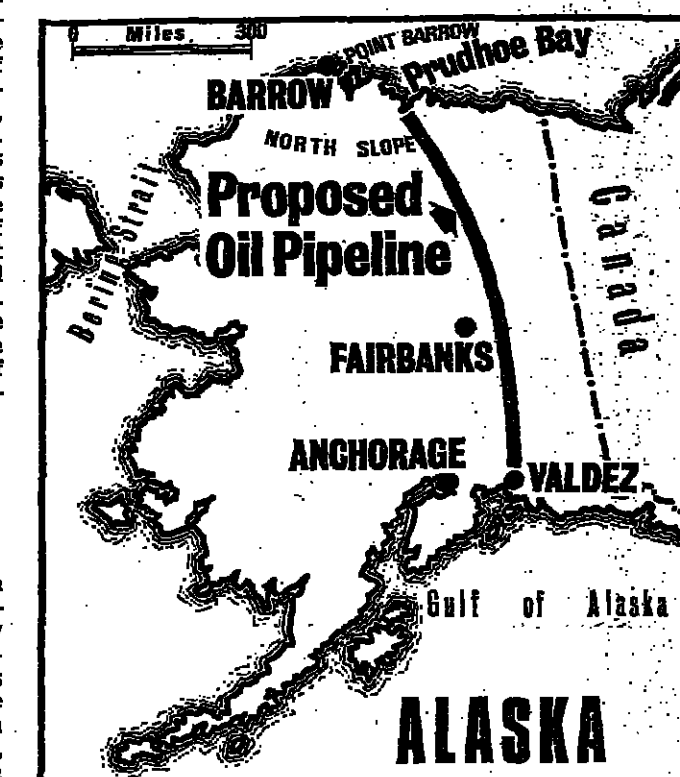 0 Miles 300
POINT BARROW
Prudhoe Bay
BARROW
NORTH SLOPE
Proposed
Oil Pipeline
Bering Strait
Canada
FAIRBANKS
ANCHORAGE
VALDEZ
Gulf of Alaska
ALASKA